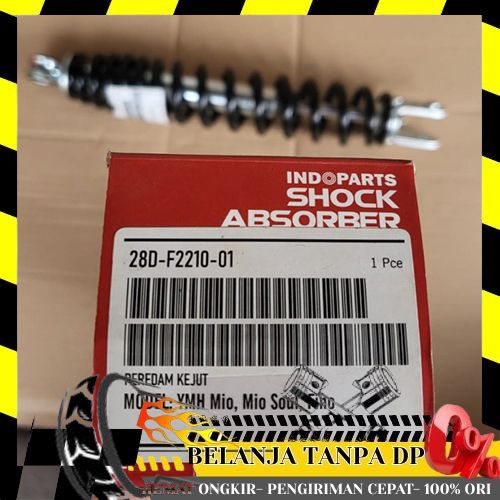 INDOPARTS
SHOCK
ABSORBER
28D-F2210-01
1 Pce
PEREDAM KEJUT
MODEL YMH Mio, Mio Soul, Fino
0%
BELANJA TANPA DP
HEMAT ONGKIR- PENGIRIMAN CEPAT- 100% ORI